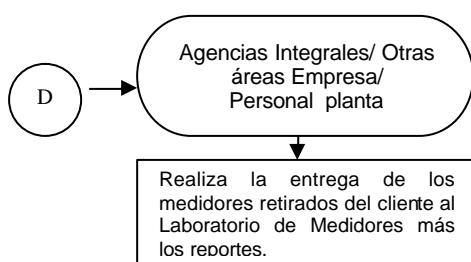 Agencias Integrales/ Otras
áreas Empresa/
Personal planta
D
Realiza la entrega de los
medidores retirados del cliente al
Laboratorio de Medidores más
los reportes.